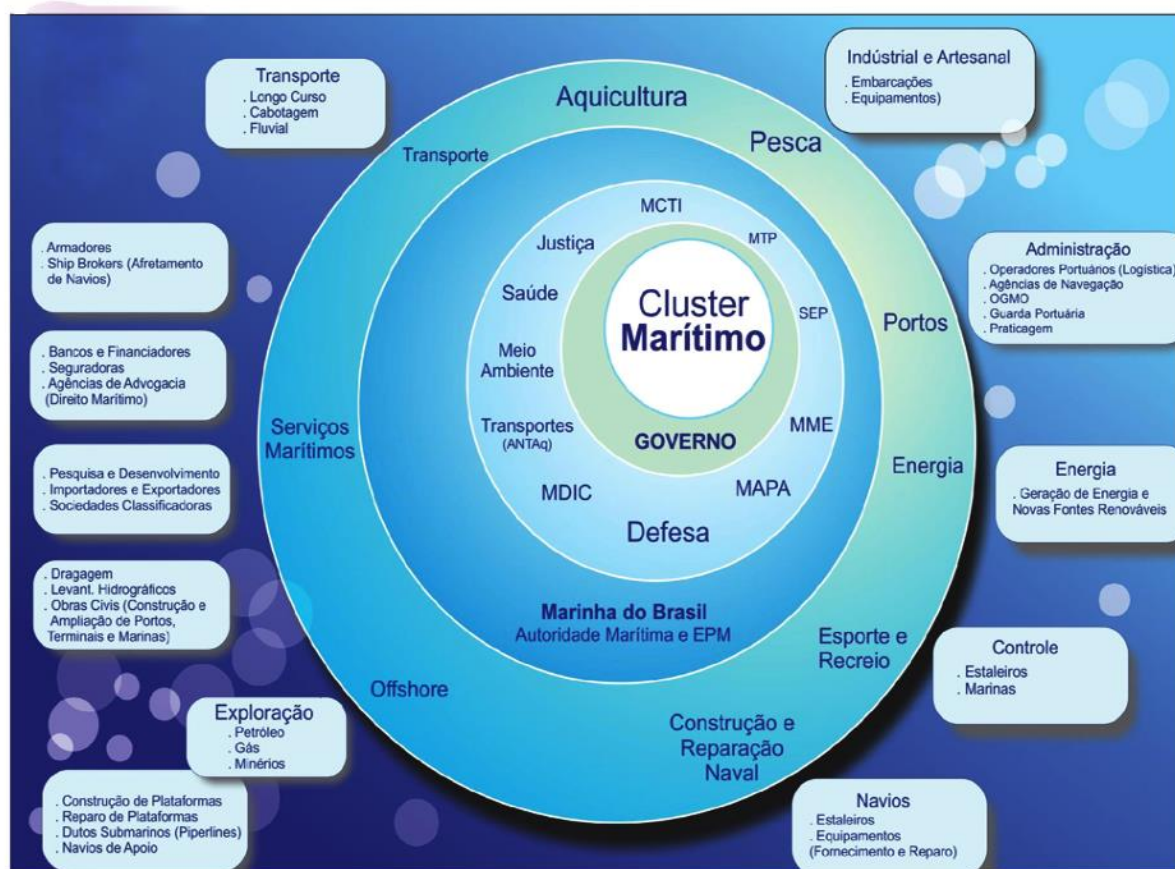 Transporte
. Longo Curso
. Cabotagem
. Fluvial
Indústrial e Artesanal
. Embarcações
. Equipamentos)
. Armadores
. Ship Brokers (Afretamento
de Navios)
. Bancos e Financiadores
. Seguradoras
. Agências de Advogacia
(Direito Marítimo)
. Pesquisa e Desenvolvimento
. Importadores e Exportadores
. Sociedades Classificadoras
. Dragagem
. Levant. Hidrográficos
. Obras Civis (Construção e
Ampliação de Portos,
Terminais e Marinas)
Exploração
. Petróleo
. Gás
. Minérios
. Construção de Plataformas
. Reparo de Plataformas
. Dutos Submarinos (Piperlines)
. Navios de Apoio
Aquicultura
Pesca
Transporte
Portos
Energia
Serviços
Marítimos
Esporte e
Recreio
Offshore
Construção e
Reparação
Naval
MCTI
MTP
Justiça
SEP
Saúde
Meio
Ambiente
MME
Transportes
(ANTAq)
MAPA
MDIC
Defesa
Cluster
Marítimo
GOVERNO
Marinha do Brasil
Autoridade Marítima e EPM
Administração
. Operadores Portuários (Logística)
. Agências de Navegação
. OGMO
. Guarda Portuária
. Praticagem
Energia
. Geração de Energia e
Novas Fontes Renováveis
Controle
. Estaleiros
. Marinas
Navios
. Estaleiros
. Equipamentos
(Fornecimento e Reparo)